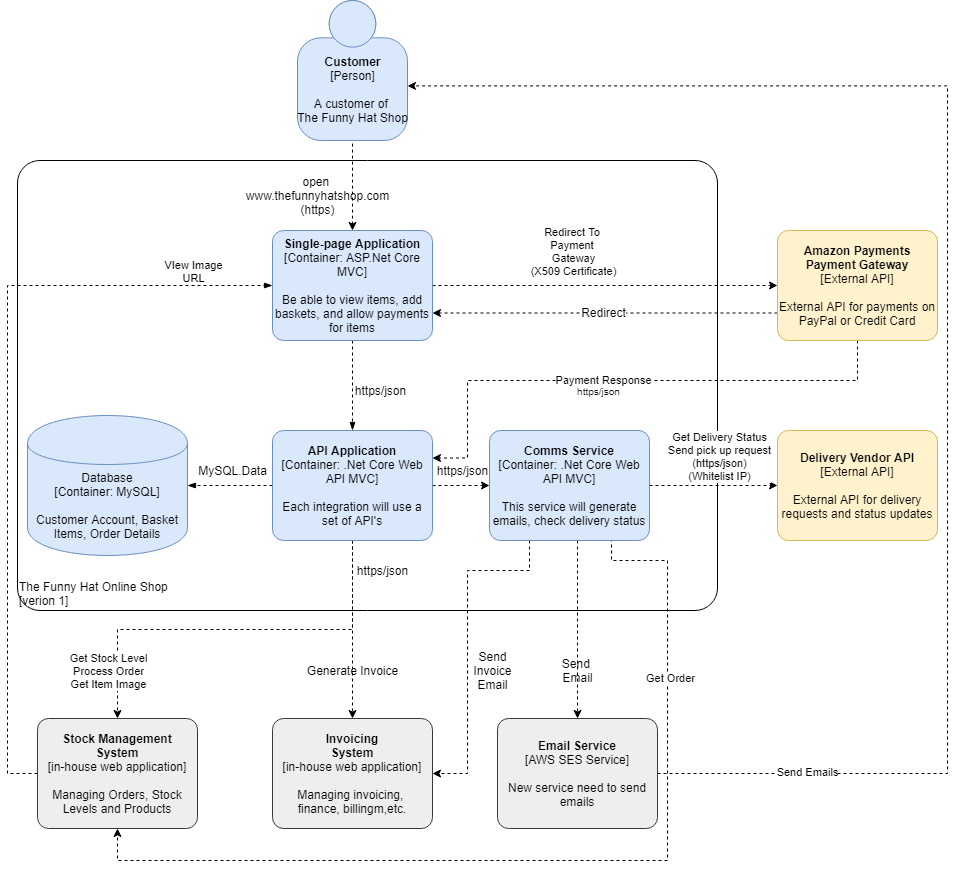 Customer
[Person]
A customer of
The Funny Hat Shop
open
www.thefunnyhatshop.com
(https)
Single-page Application
[Container: ASP.Net Core
MVC]
Be able to view items, add
baskets, and allow payments
for items
VIew Image
URL
Redirect To
Payment
Gateway
(X509 Certificate)
Redirect
Amazon Payments
Payment Gateway
[External API]
External API for payments on
PayPal or Credit Card
https/json
Payment Response
https/json
Database
[Container: MySQL]
Customer Account, Basket
Items, Order Details
MySQL.Data
API Application
[Container: .Net Core Web
API MVC]
Each integration will use a
set of API's
https/json
Comms Service
[Container: .Net Core Web
API MVC]
This service will generate
emails, check delivery status
Get Delivery Status
Send pick up request
(https/json)
(Whitelist IP)
Delivery Vendor API
[External API]
External API for delivery
requests and status updates
https/json
The Funny Hat Online Shop
[verion 1]
Get Stock Level
Process Order
Get Item Image
Generate Invoice
Send
Invoice
Email
Send
Email
Get Order
Stock Management
System
[in-house web application]
Managing Orders, Stock
Levels and Products
Invoicing
System
[in-house web application]
Managing invoicing,
finance, billingm,etc.
Email Service
[AWS SES Service]
New service need to send
emails
Send Emails